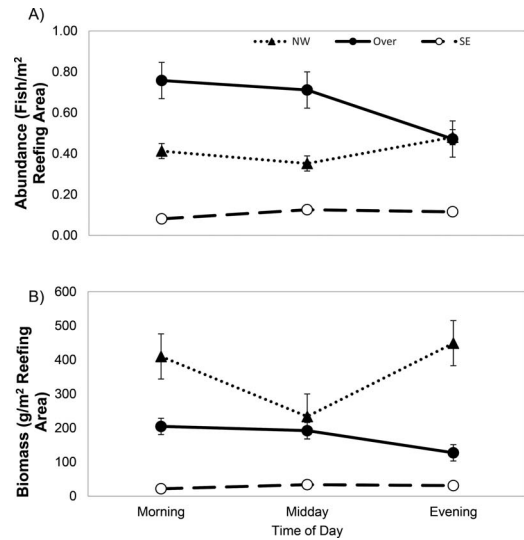 A)
NW Over SE
1.00
0.80
0.60
0.40
0.20
0.00
Abundance (Fish/m²
Reefing Area)
B)
600
500
400
300
200
100
0
Biomass (g/m² Reefing
Area)
Morning Midday Evening
Time of Day